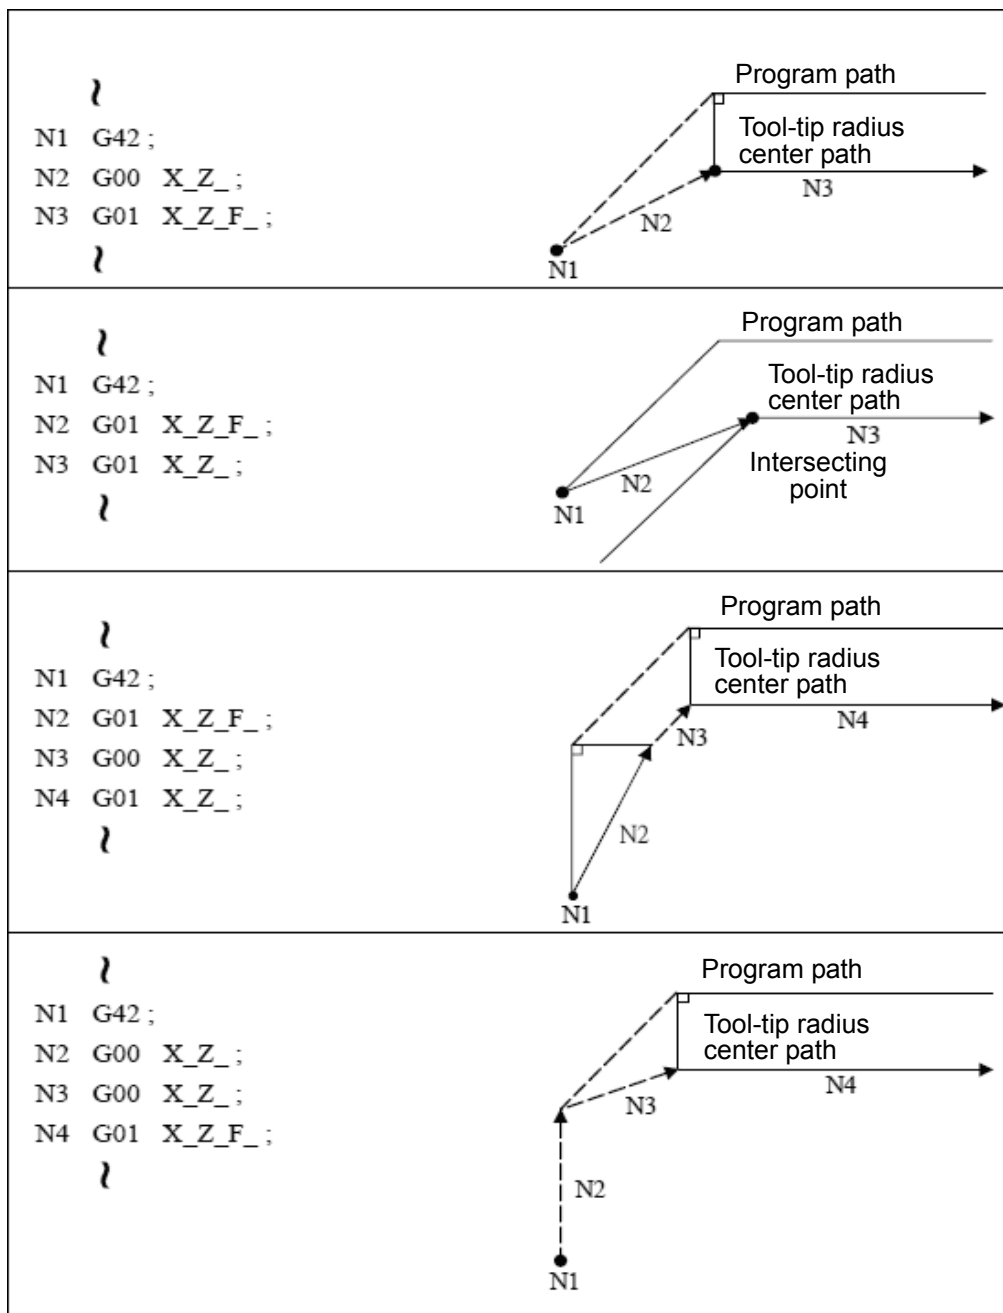 ~
N1 G42 ;
N2 G00 X_Z_ ;
N3 G01 X_Z_F_ ;
~
Program path
Tool-tip radius
center path
N3
N2
N1
~
N1 G42 ;
N2 G01 X_Z_F_ ;
N3 G01 X_Z_ ;
~
Program path
Tool-tip radius
center path
N3
Intersecting
point
N2
N1
~
N1 G42 ;
N2 G01 X_Z_F_ ;
N3 G00 X_Z_ ;
N4 G01 X_Z_ ;
~
Program path
Tool-tip radius
center path
N4
N3
N2
N1
~
N1 G42 ;
N2 G00 X_Z_ ;
N3 G00 X_Z_ ;
N4 G01 X_Z_F_ ;
~
Program path
Tool-tip radius
center path
N4
N3
N2
N1